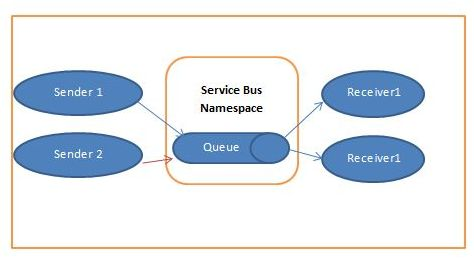 Sender 1
Service Bus
Namespace
Receiver1
Sender 2
Queue
Receiver1